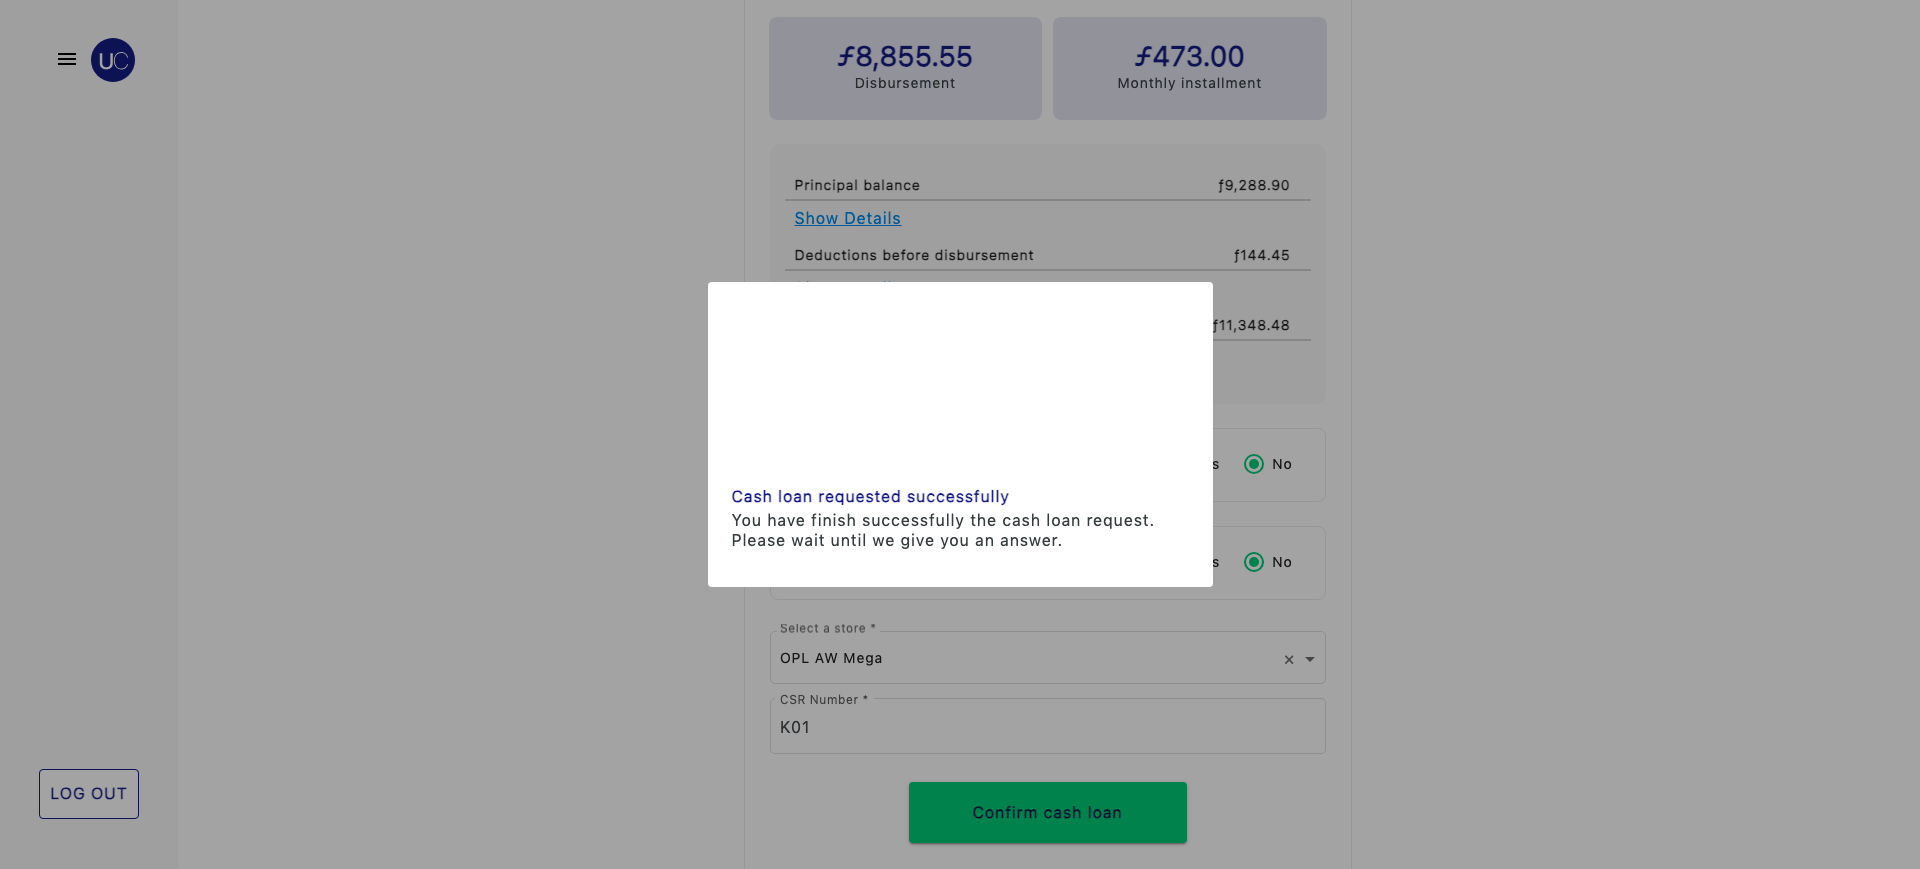 UC
ƒ8,855.55
Disbursement
ƒ473.00
Monthly installment
Principal balance ƒ9,288.90
Show Details
Deductions before disbursement ƒ144.45
ƒ11,348.48
Cash loan requested successfully
You have finish successfully the cash loan request.
Please wait until we give you an answer.
No
No
Select a store *
OPL AW Mega
CSR Number *
K01
LOG OUT
Confirm cash loan